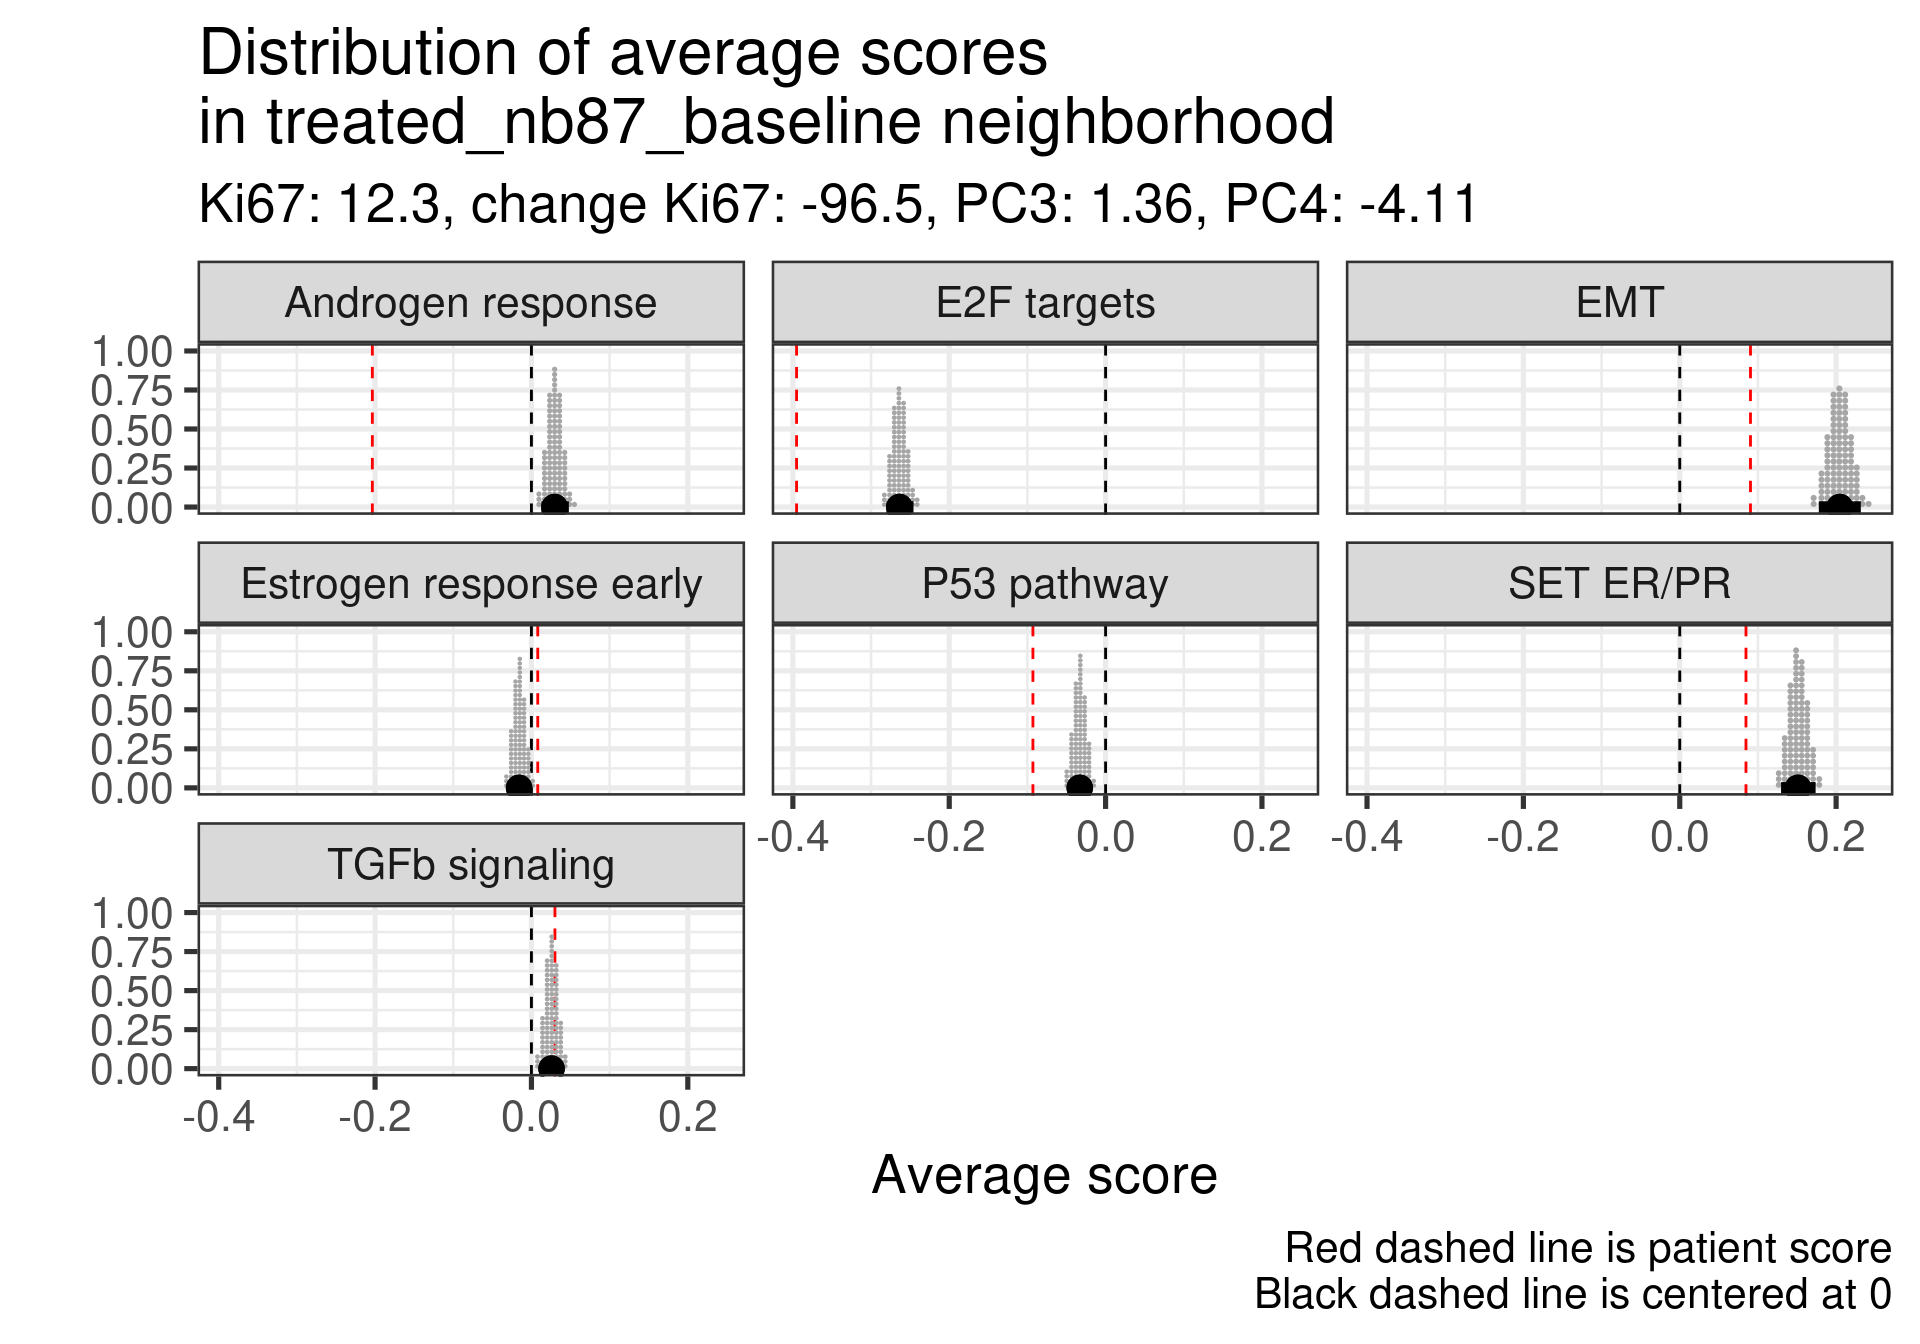 Distribution of average scores
in treated_nb87_baseline neighborhood
Ki67: 12.3, change Ki67: -96.5, PC3: 1.36, PC4: -4.11
Androgen response
E2F targets
EMT
1.00
0.75
0.50
0.25
0.00
Estrogen response early
P53 pathway
SET ER/PR
1.00
0.75
0.50
0.25
0.00
-0.4 -0.2 0.0 0.2
-0.4 -0.2 0.0 0.2
TGFb signaling
1.00
0.75
0.50
0.25
0.00
-0.4 -0.2 0.0 0.2
Average score
Red dashed line is patient score
Black dashed line is centered at 0